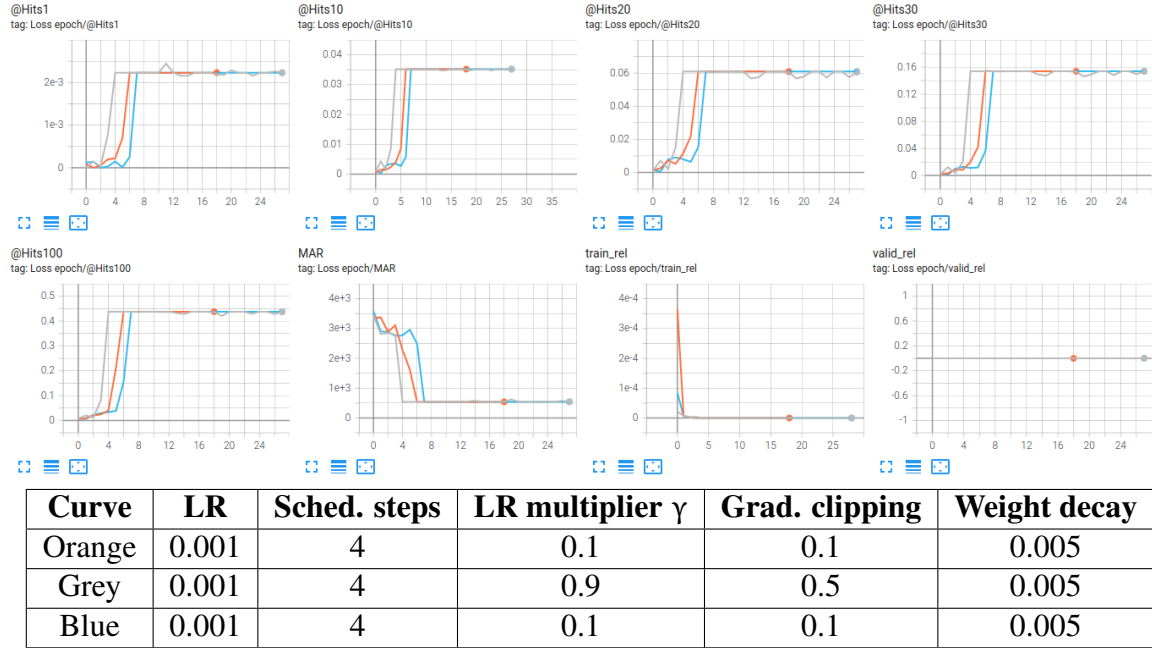 @Hits1
tag: Loss epoch/@Hits1
2e-3
1e-3
0
0 4 8 12 16 20 24
@Hits10
tag: Loss epoch/@Hits10
0.04
0.03
0.02
0.01
0
0 5 10 15 20 25 30 35
@Hits20
tag: Loss epoch/@Hits20
0.06
0.04
0.02
0
0 4 8 12 16 20 24
@Hits30
tag: Loss epoch/@Hits30
0.16
0.12
0.08
0.04
0
0 4 8 12 16 20 24
@Hits100
tag: Loss epoch/@Hits100
0.5
0.4
0.3
0.2
0.1
0
0 4 8 12 16 20 24
MAR
tag: Loss epoch/MAR
4e+3
3e+3
2e+3
1e+3
0
0 4 8 12 16 20 24
train_rel
tag: Loss epoch/train_rel
4e-4
3e-4
2e-4
1e-4
0
0 5 10 15 20 25
valid_rel
tag: Loss epoch/valid_rel
1
0.6
0.2
-0.2
-0.6
-1
0 4 8 12 16 20 24
Curve LR Sched. steps LR multiplier γ Grad. clipping Weight decay
Orange 0.001 4 0.1 0.1 0.005
Grey 0.001 4 0.9 0.5 0.005
Blue 0.001 4 0.1 0.1 0.005